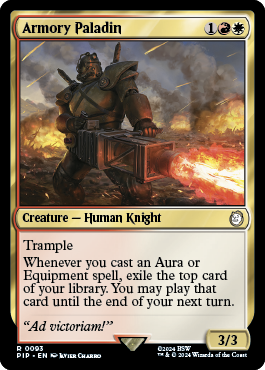 Armory Paladin 1
Creature — Human Knight
Trample
Whenever you cast an Aura or
Equipment spell, exile the top card
of your library. You may play that
card until the end of your next turn.
“Ad victoriam!”
3/3
R 0093
PIP • EN Javier Charro
©2024 BSW
™ & © 2024 Wizards of the Coast